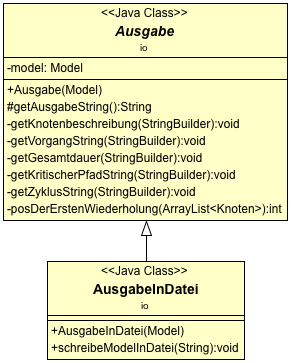 <<Java Class>>
Ausgabe
io
-model: Model
+Ausgabe(Model)
#getAusgabeString():String
-getKnotenbeschreibung(StringBuilder):void
-getVorgangString(StringBuilder):void
-getGesamtdauer(StringBuilder):void
-getKritischerPfadString(StringBuilder):void
-getZyklusString(StringBuilder):void
-posDerErstenWiederholung(ArrayList<Knoten>):int
<<Java Class>>
AusgabeInDatei
io
+AusgabeInDatei(Model)
+schreibeModelInDatei(String):void